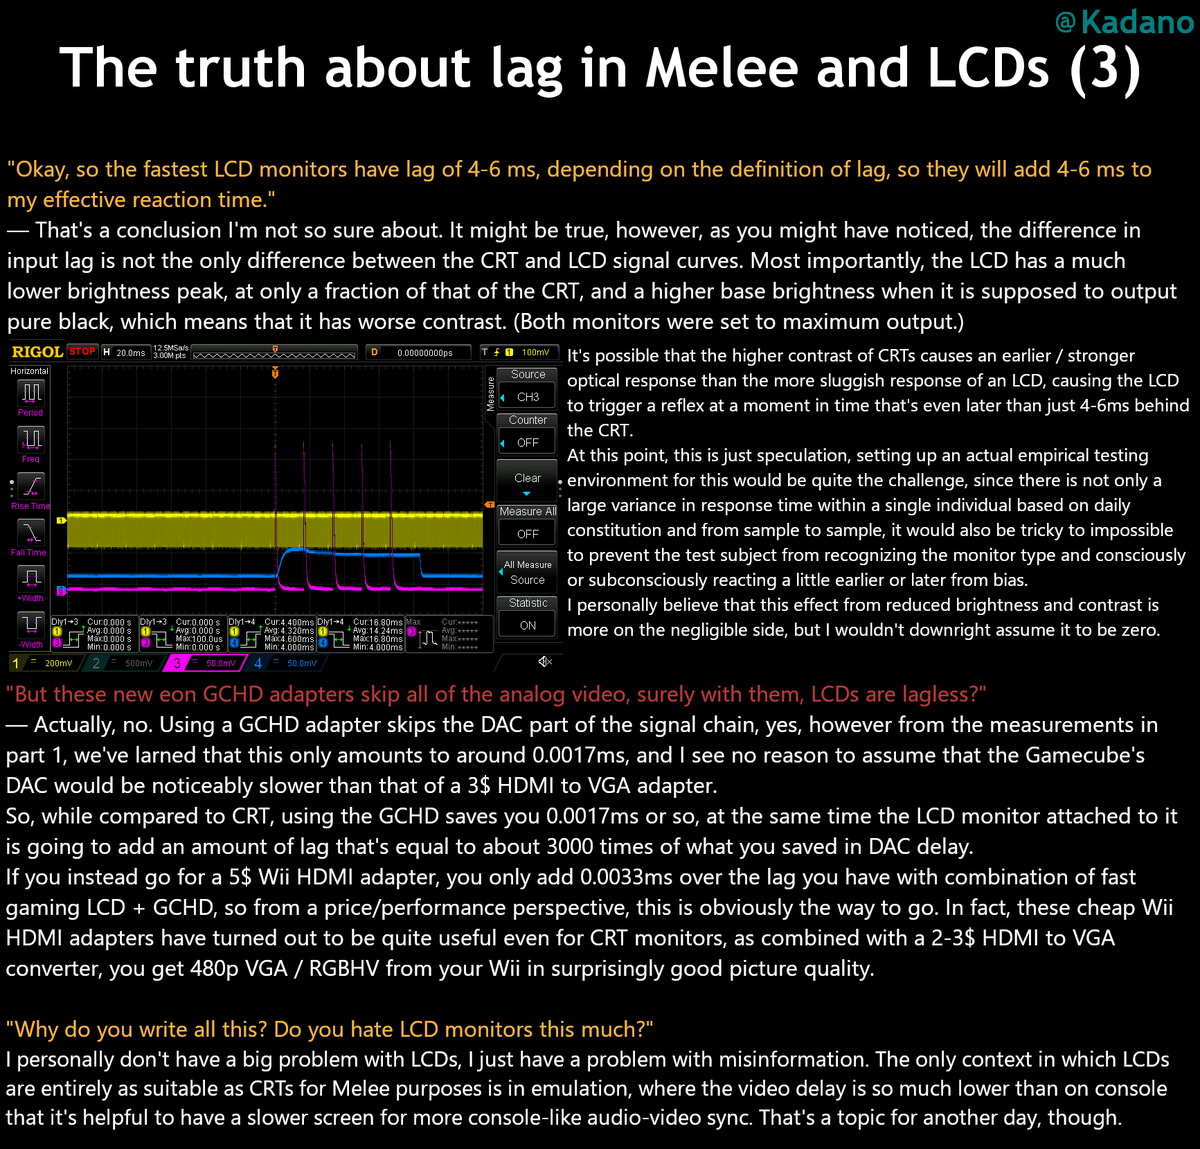 @Kadano
The truth about lag in Melee and LCDs (3)
"Okay, so the fastest LCD monitors have lag of 4-6 ms, depending on the definition of lag, so they will add 4-6 ms to
my effective reaction time."
— That's a conclusion I'm not so sure about. It might be true, however, as you might have noticed, the difference in
input lag is not the only difference between the CRT and LCD signal curves. Most importantly, the LCD has a much
lower brightness peak, at only a fraction of that of the CRT, and a higher base brightness when it is supposed to output
pure black, which means that it has worse contrast. (Both monitors were set to maximum output.)
RIGOL STOP H 20.0ms 12.5MSa/s 3.00M pts D 0.00000000ps T 1 100mV
Horizontal
Period
Freq
Rise Time
Fall Time
+Width
-Width
Measure
Source
CH3
Counter
OFF
Clear
Measure All
OFF
All Measure
Source
Statistic
ON
Dly1→3 Cur:0.000 s Avg:0.000 s Max:0.000 s Min:0.000 s
Dly1→3 Cur:0.000 s Avg:0.000 s Max:100.0us Min:0.000 s
Dly1→4 Cur:4.400ms Avg:4.320ms Max:4.600ms Min:4.000ms
Dly1→4 Cur:16.80ms Avg:14.24ms Max:16.80ms Min:4.000ms
Max Cur:***** Avg:***** Max:***** Min:*****
1 = 200mV 2 = 500mV 3 = 50.0mV 4 = 50.0mV
It's possible that the higher contrast of CRTs causes an earlier / stronger
optical response than the more sluggish response of an LCD, causing the LCD
to trigger a reflex at a moment in time that's even later than just 4-6ms behind
the CRT.
At this point, this is just speculation, setting up an actual empirical testing
environment for this would be quite the challenge, since there is not only a
large variance in response time within a single individual based on daily
constitution and from sample to sample, it would also be tricky to impossible
to prevent the test subject from recognizing the monitor type and consciously
or subconsciously reacting a little earlier or later from bias.
I personally believe that this effect from reduced brightness and contrast is
more on the negligible side, but I wouldn't downright assume it to be zero.
"But these new eon GCHD adapters skip all of the analog video, surely with them, LCDs are lagless?"
— Actually, no. Using a GCHD adapter skips the DAC part of the signal chain, yes, however from the measurements in
part 1, we've larned that this only amounts to around 0.0017ms, and I see no reason to assume that the Gamecube's
DAC would be noticeably slower than that of a 3$ HDMI to VGA adapter.
So, while compared to CRT, using the GCHD saves you 0.0017ms or so, at the same time the LCD monitor attached to it
is going to add an amount of lag that's equal to about 3000 times of what you saved in DAC delay.
If you instead go for a 5$ Wii HDMI adapter, you only add 0.0033ms over the lag you have with combination of fast
gaming LCD + GCHD, so from a price/performance perspective, this is obviously the way to go. In fact, these cheap Wii
HDMI adapters have turned out to be quite useful even for CRT monitors, as combined with a 2-3$ HDMI to VGA
converter, you get 480p VGA / RGBHV from your Wii in surprisingly good picture quality.
"Why do you write all this? Do you hate LCD monitors this much?"
I personally don't have a big problem with LCDs, I just have a problem with misinformation. The only context in which LCDs
are entirely as suitable as CRTs for Melee purposes is in emulation, where the video delay is so much lower than on console
that it's helpful to have a slower screen for more console-like audio-video sync. That's a topic for another day, though.